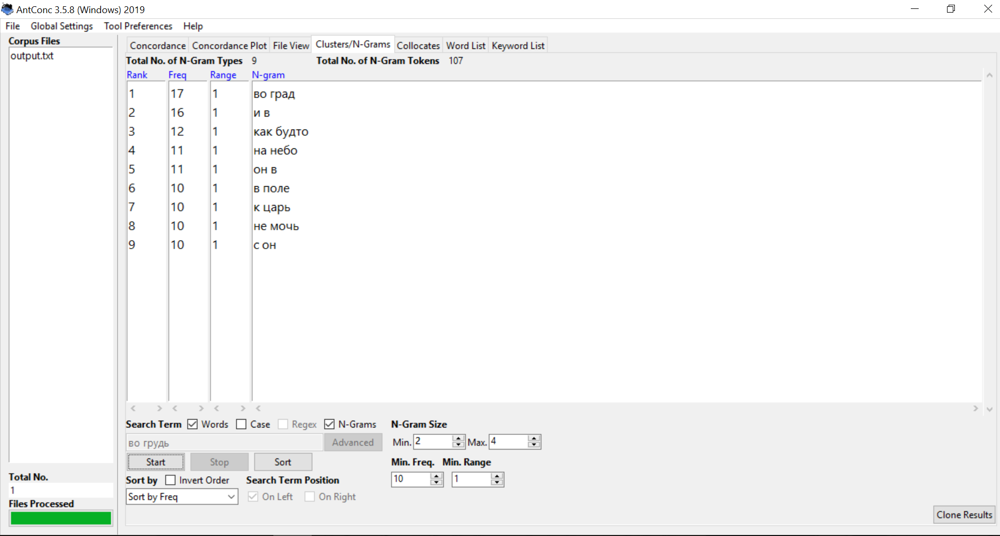 AntConc 3.5.8 (Windows) 2019
File Global Settings Tool Preferences Help
Corpus Files
output.txt
Concordance Concordance Plot File View Clusters/N-Grams Collocates Word List Keyword List
Total No. of N-Gram Types 9 Total No. of N-Gram Tokens 107
Rank Freq Range N-gram
1 17 1 во град
2 16 1 и в
3 12 1 как будто
4 11 1 на небо
5 11 1 он в
6 10 1 в поле
7 10 1 к царь
8 10 1 не мочь
9 10 1 с он
Search Term Words Case Regex N-Grams N-Gram Size
во грудь Advanced Min. 2 Max. 4
Start Stop Sort Min. Freq. Min. Range
Sort by Invert Order Search Term Position 10 1
Sort by Freq On Left On Right
Total No.
1
Files Processed
Clone Results